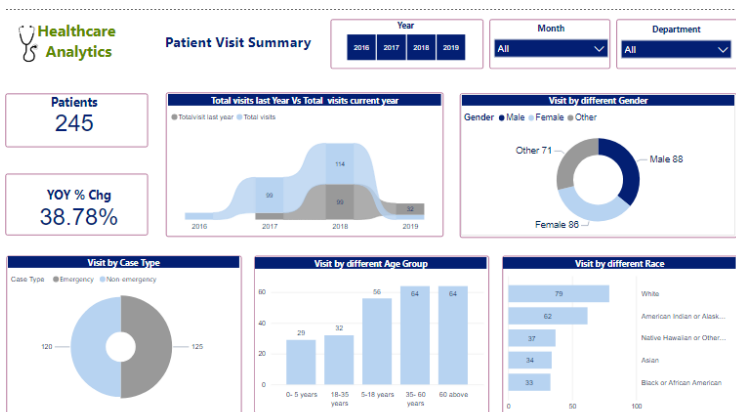 Healthcare
Analytics
Patient Visit Summary
Year
2016 2017 2018 2019
Month
All
Department
All
Patients
245
YOY % Chg
38.78%
Total visits last Year Vs Total visits current year
Totalvisit last year Total visits
99
114
90
32
2016 2017 2018 2019
Visit by different Gender
Gender Male Female Other
Other 71
Male 88
Female 86
Visit by Case Type
Case Type Emergency Non emergency
120
125
Visit by different Age Group
60
40
20
0
29 32 56 64 64
0- 5 years 18-35 years 5-18 years 35- 60 years 60 above
Visit by different Race
79 White
62 American Indian or Alask...
37 Native Hawaiian or Other...
34 Asian
33 Black or African American
0 50 100